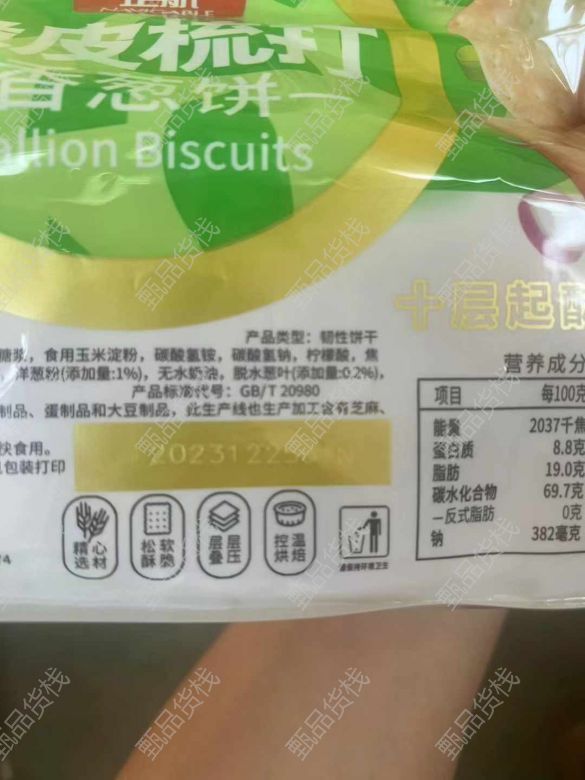 正新
皮梳打
香葱饼一
allion Biscuits
十层起酥
产品类型：韧性饼干
糖浆，食用玉米淀粉，碳酸氢铵，碳酸氢钠，柠檬酸，焦
洋葱粉(添加量:1%)，无水奶油，脱水葱叶(添加量:0.2%)，
产品标准代号：GB/T 20980
制品、蛋制品和大豆制品，此生产线也生产加工含有芝麻、
快食用。
包装打印
20231225
精心
选材
松软
酥脆
层层
叠压
控温
烘培
营养成分
项目 每100克
能量 2037千焦
蛋白质 8.8克
脂肪 19.0克
碳水化合物 69.7克
—反式脂肪 0克
钠 382毫克
甄品货栈